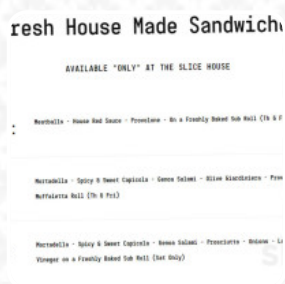 resh House Made Sandwich
AVAILABLE "ONLY" AT THE SLICE HOUSE
Meatballs - House Red Sauce - Provolone - On a Freshly Baked Sub Roll (Th & F
:
Mortadella - Spicy & Sweet Capicola - Genoa Salami - Olive Giardiniera - Prov
Muffaletta Roll (Th & Fri)
Mortadella - Spicy & Sweet Capicola - Genoa Salami - Prosciutto - Onions - L
Vinegar on a Freshly Baked Sub Roll (Sat Only)